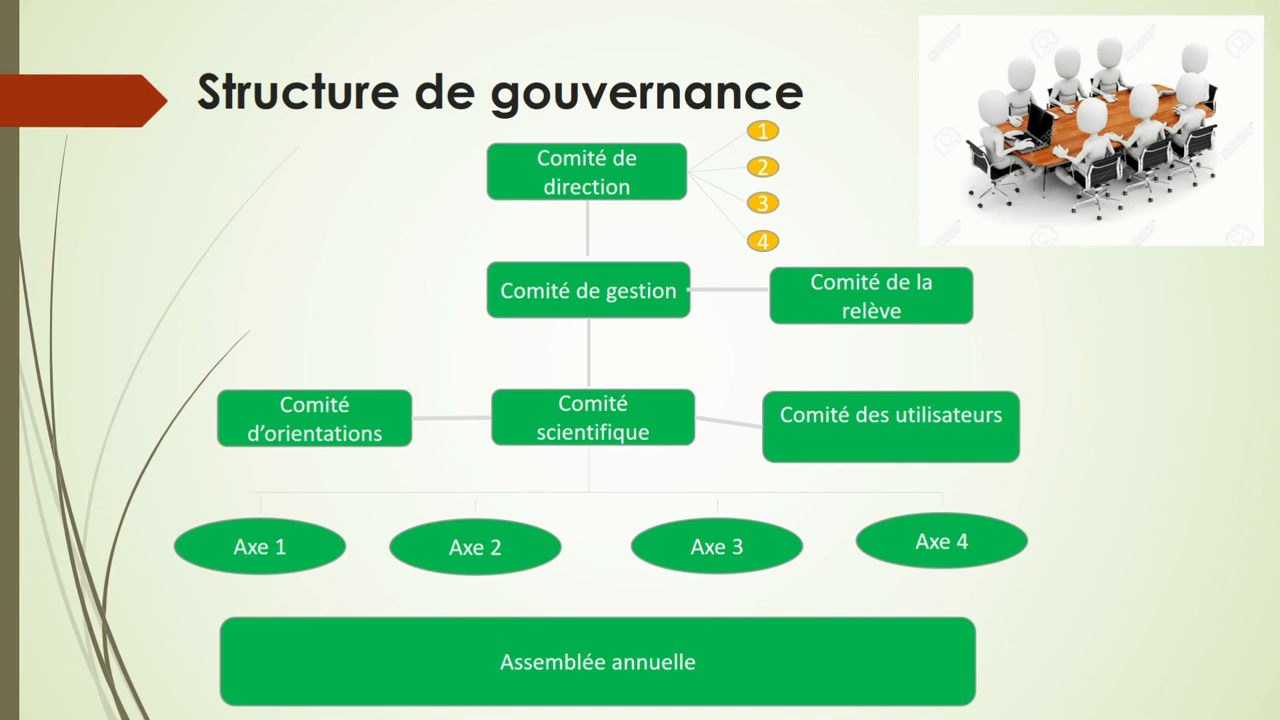 Structure de gouvernance
Comité de
direction
1
2
3
4
Comité de gestion
Comité de la
relève
Comité
d’orientations
Comité
scientifique
Comité des utilisateurs
Axe 1
Axe 2
Axe 3
Axe 4
Assemblée annuelle